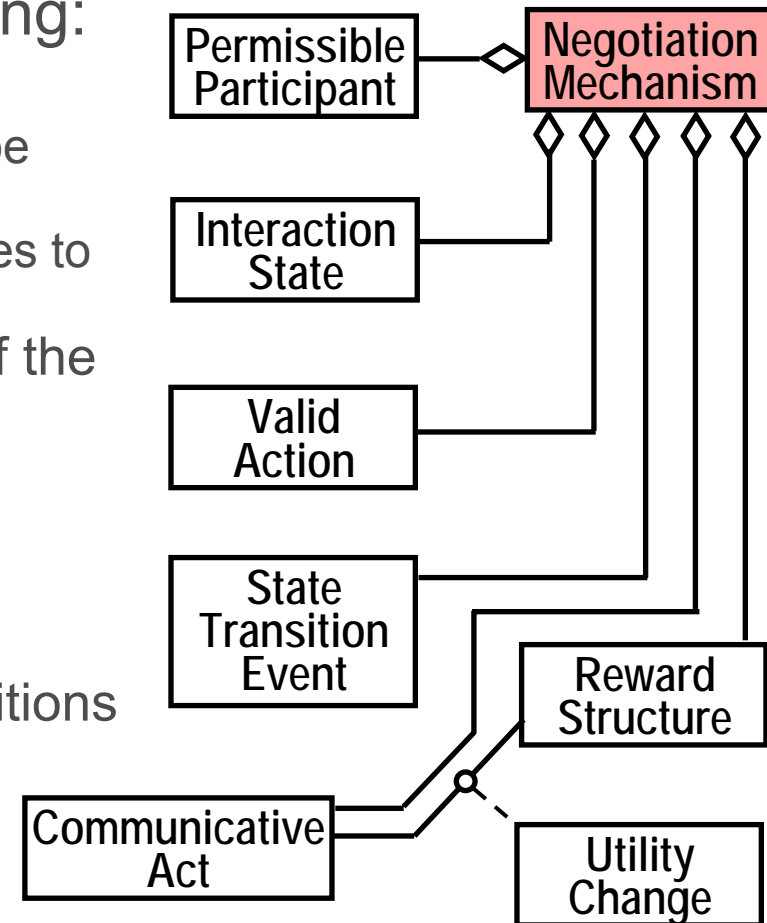 ng:
be
es to
f the
itions
Permissible
Participant
Negotiation
Mechanism
Interaction
State
Valid
Action
State
Transition
Event
Reward
Structure
Communicative
Act
Utility
Change